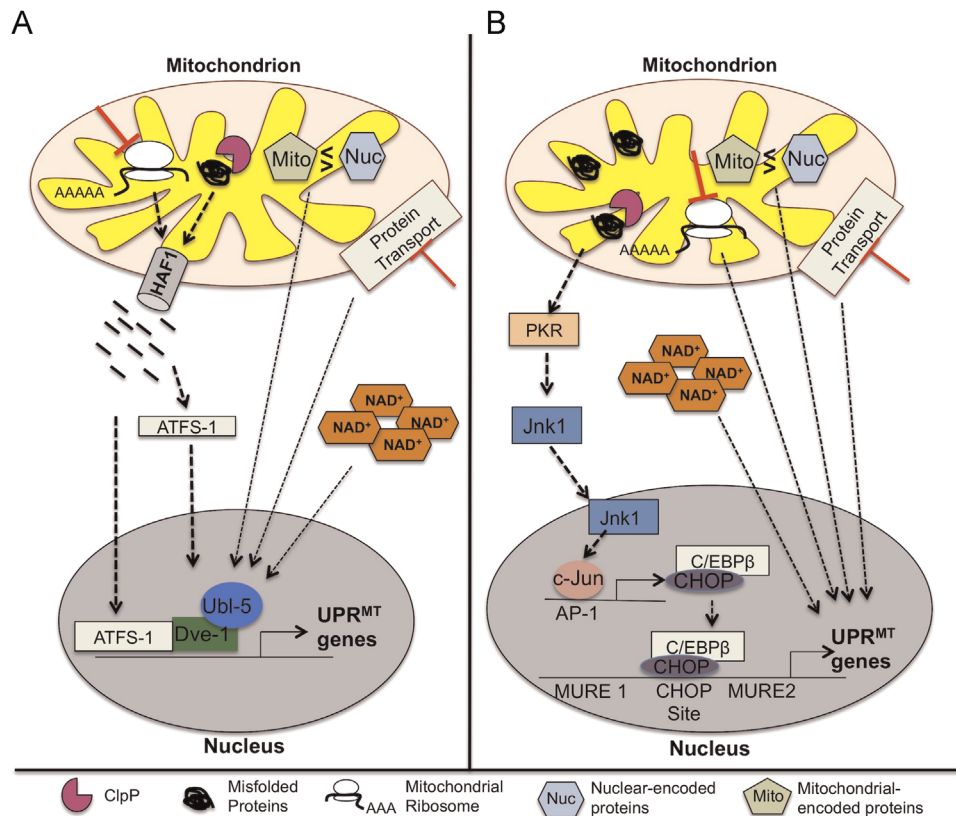 A
Mitochondrion
Mito
< >
Nuc
AAAAA
HAF1
Protein
Transport
ATFS-1
NAD⁺
NAD⁺
NAD⁺
NAD⁺
Ubl-5
ATFS-1
Dve-1
UPRᴹᵀ
genes
Nucleus
B
Mitochondrion
Mito
< >
Nuc
AAAAA
Protein
Transport
PKR
NAD⁺
NAD⁺
NAD⁺
NAD⁺
Jnk1
Jnk1
c-Jun
C/EBPβ
CHOP
AP-1
C/EBPβ
CHOP
UPRᴹᵀ
genes
MURE 1
CHOP
Site
MURE2
Nucleus
ClpP
Misfolded
Proteins
AAA
Mitochondrial
Ribosome
Nuc
Nuclear-encoded
proteins
Mito
Mitochondrial-
encoded proteins